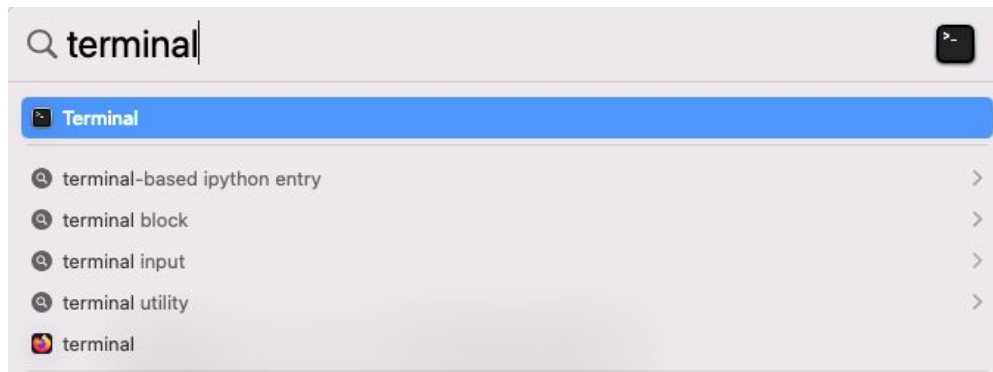 terminal
Terminal
terminal-based ipython entry
terminal block
terminal input
terminal utility
terminal